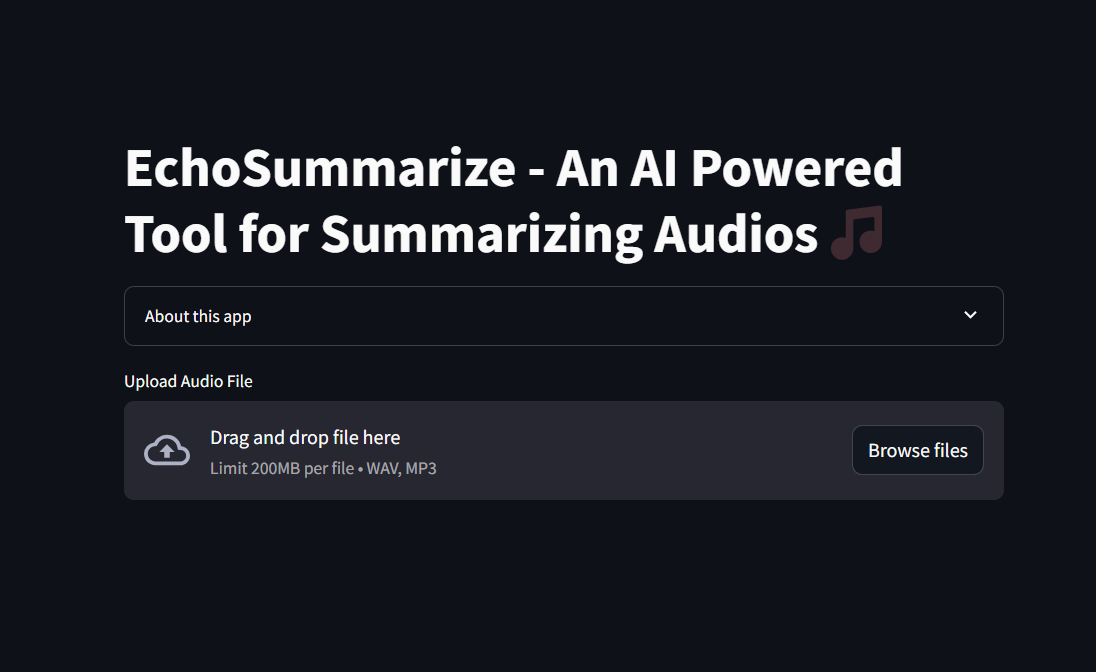 EchoSummarize - An AI Powered
Tool for Summarizing Audios
About this app
Upload Audio File
Drag and drop file here
Limit 200MB per file • WAV, MP3
Browse files